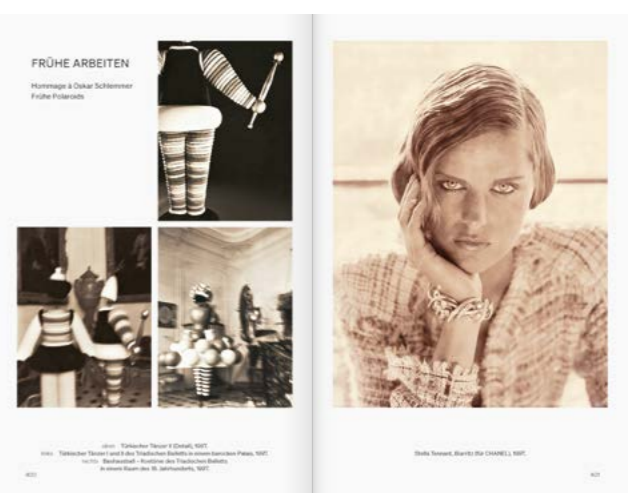 FRÜHE ARBEITEN
Hommage à Oskar Schlemmer
Frühe Polaroids
oben Türkischer Tänzer II (Detail), 1997.
links Türkischer Tänzer I und II des Triadischen Balletts in einem barocken Palais, 1997.
rechts Bauhausball – Kostüme des Triadischen Balletts
in einem Raum des 18. Jahrhunderts, 1997.
Stella Tennant, Biarritz (für CHANEL), 1997.